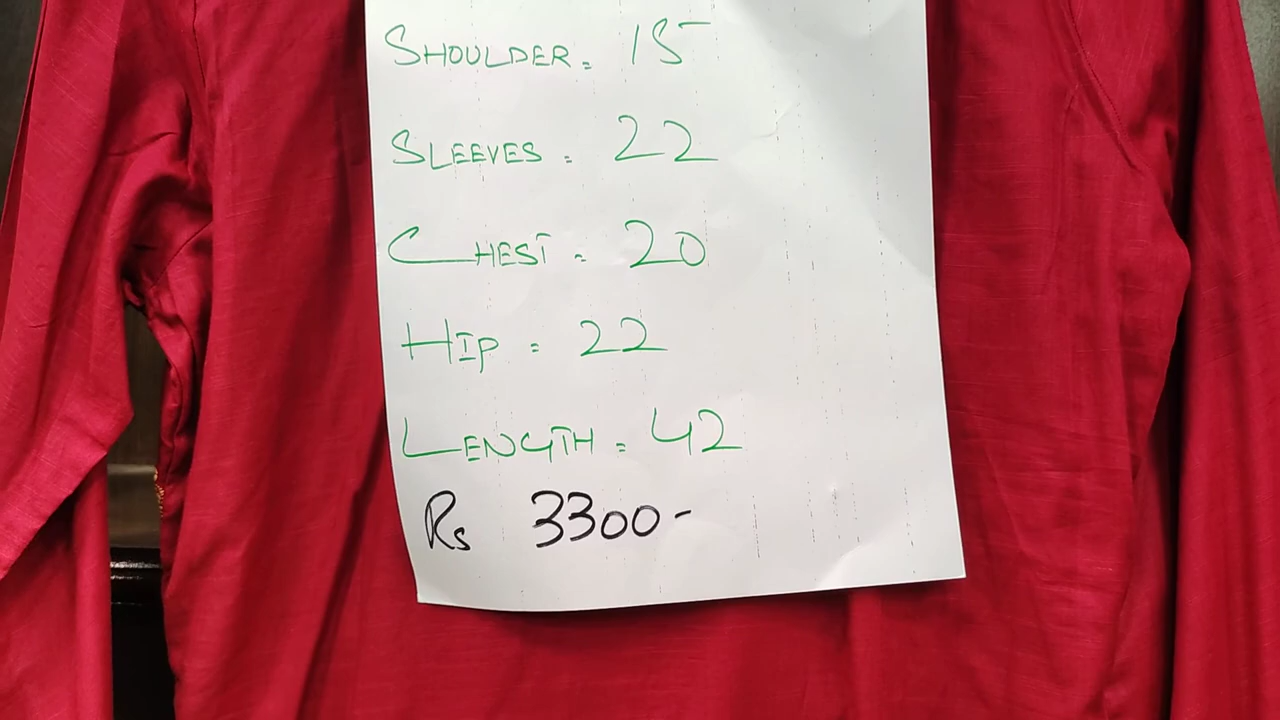 SHOULDER = 15
SLEEVES = 22
CHEST = 20
HIP = 22
LENGTH = 42
Rs 3300-